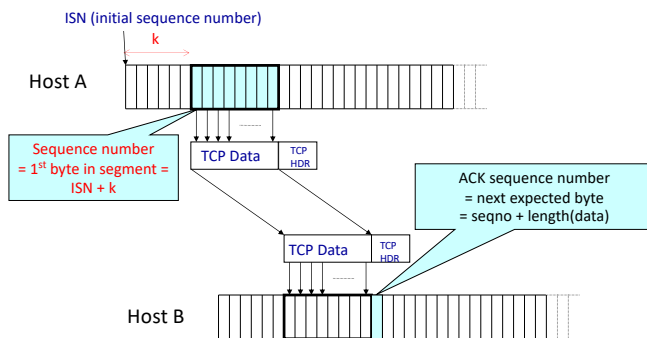 ISN (initial sequence number)
k
Host A
Sequence number
= 1st byte in segment =
ISN + k
TCP Data
TCP
HDR
ACK sequence number
= next expected byte
= seqno + length(data)
TCP Data
TCP
HDR
Host B